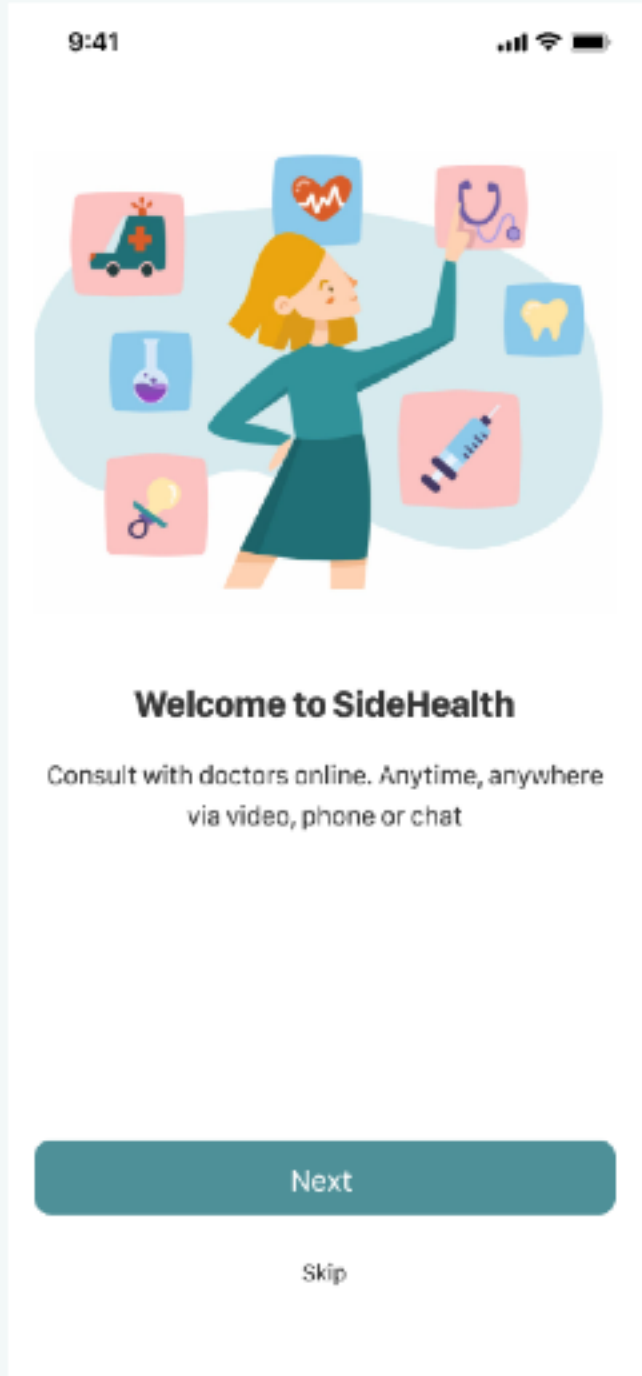 9:41
Welcome to SideHealth
Consult with doctors online. Anytime, anywhere
via video, phone or chat
Next
Skip